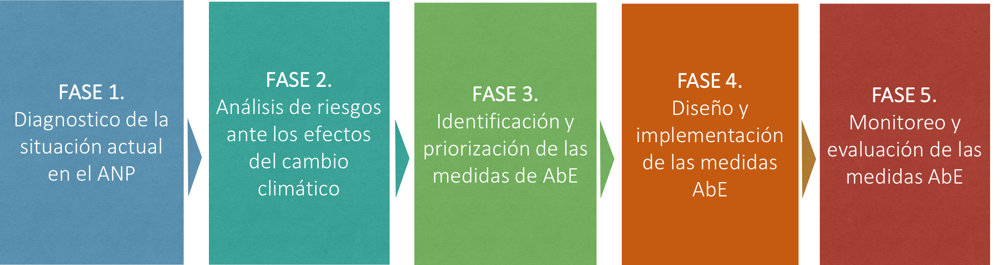 FASE 1.
Diagnostico de la
situación actual
en el ANP
FASE 2.
Análisis de riesgos
ante los efectos
del cambio
climático
FASE 3.
Identificación y
priorización de las
medidas de AbE
FASE 4.
Diseño y
implementación
de las medidas
AbE
FASE 5.
Monitoreo y
evaluación de las
medidas AbE